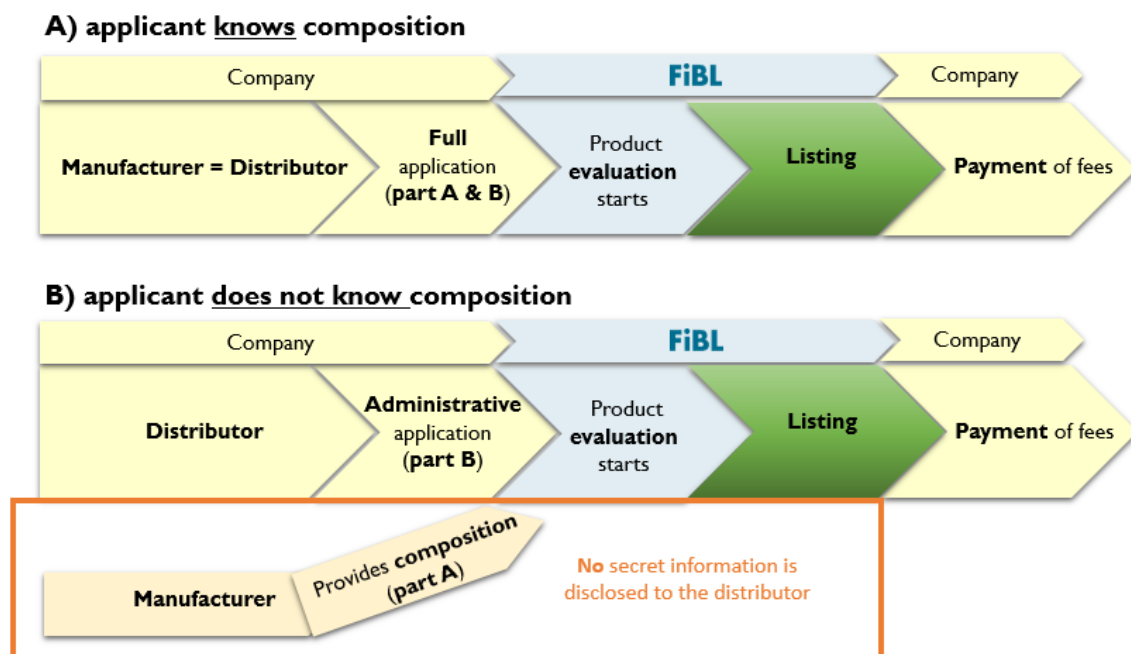 A) applicant knows composition
Company
FiBL
Company
Manufacturer = Distributor
Full
application
(part A & B)
Product
evaluation
starts
Listing
Payment of fees
B) applicant does not know composition
Company
FiBL
Company
Distributor
Administrative
application
(part B)
Product
evaluation
starts
Listing
Payment of fees
Manufacturer
Provides composition
(part A)
No secret information is
disclosed to the distributor